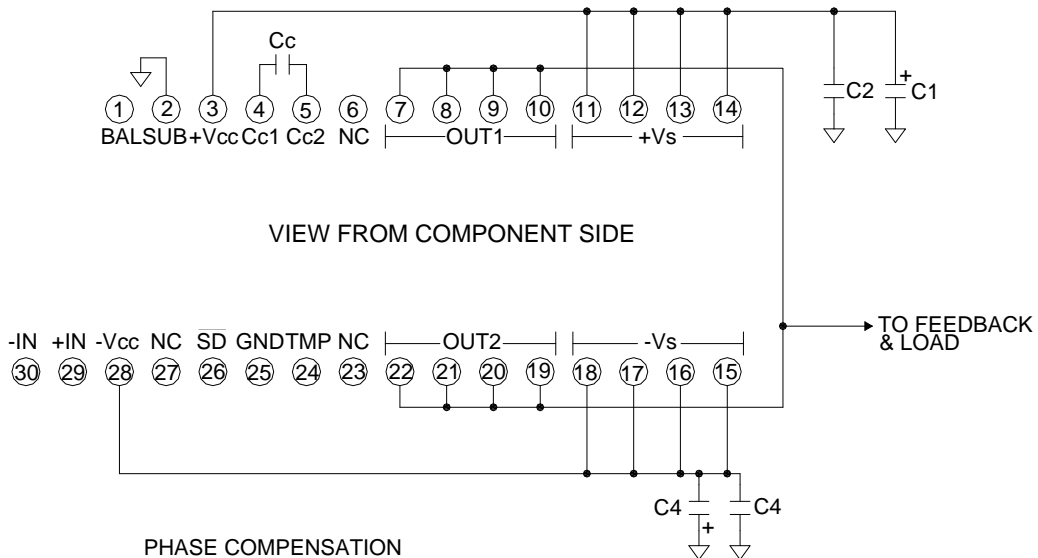 Cc
+
C2 C1
1 2 3 4 5 6 7 8 9 10 11 12 13 14
BAL SUB +Vcc Cc1 Cc2 NC OUT1 +Vs
VIEW FROM COMPONENT SIDE
TO FEEDBACK
& LOAD
-IN +IN -Vcc NC SD GND TMP NC OUT2 -Vs
30 29 28 27 26 25 24 23 22 21 20 19 18 17 16 15
C4 C4
+
PHASE COMPENSATION